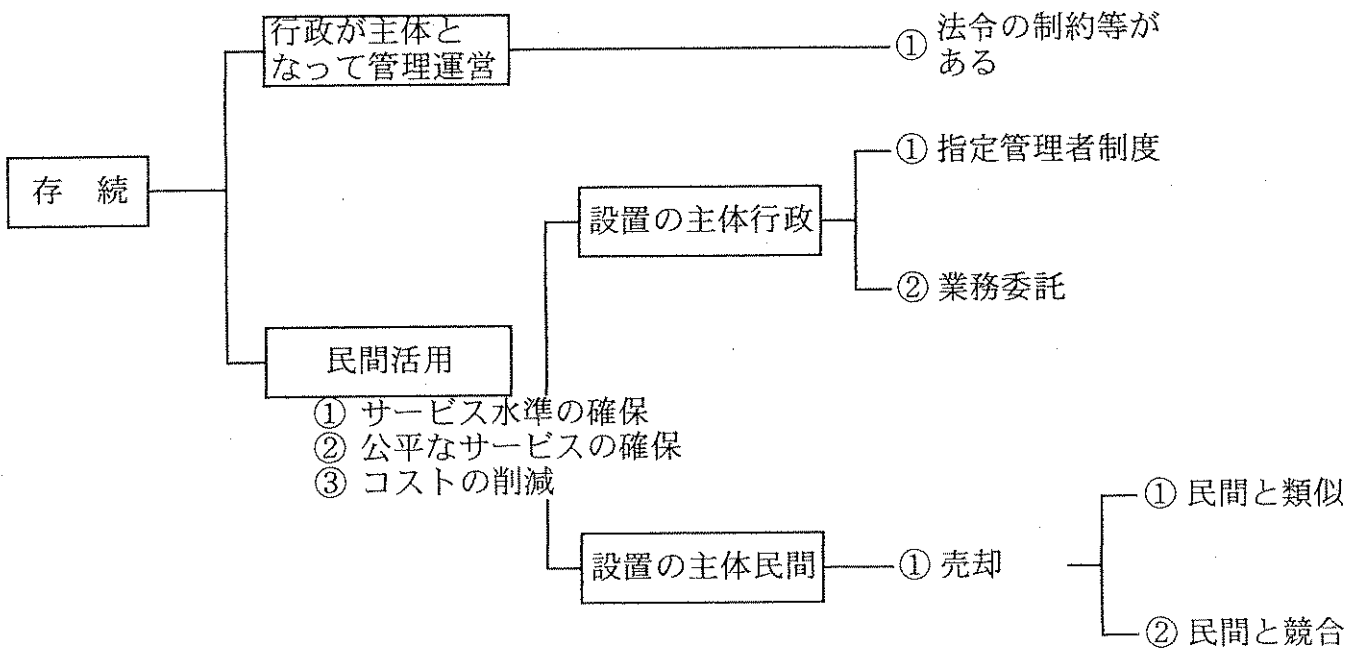 行政が主体と
なって管理運営
① 法令の制約等が
ある
存 続
① 指定管理者制度
設置の主体行政
② 業務委託
民間活用
① サービス水準の確保
② 公平なサービスの確保
③ コストの削減
① 民間と類似
設置の主体民間
① 売却
② 民間と競合